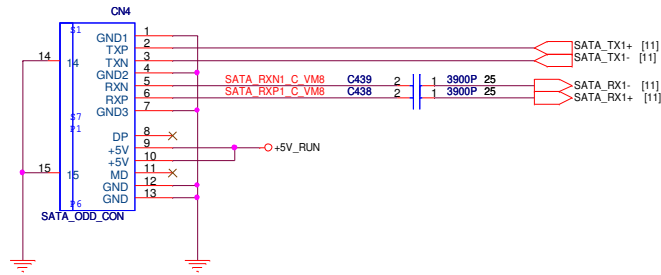 CN4
S1
GND1 1
TXP 2 SATA_TX1+ [11]
14 14 TXN 3 SATA_TX1- [11]
GND2 4
RXN 5 SATA_RXN1_C_VM8 C439 2 1 3900P 25 SATA_RX1- [11]
RXP 6 SATA_RXP1_C_VM8 C438 2 1 3900P 25 SATA_RX1+ [11]
GND3 7
S7
P1
DP 8
+5V 9 +5V_RUN
+5V 10
15 15 MD 11
GND 12
GND 13
P6
SATA_ODD_CON